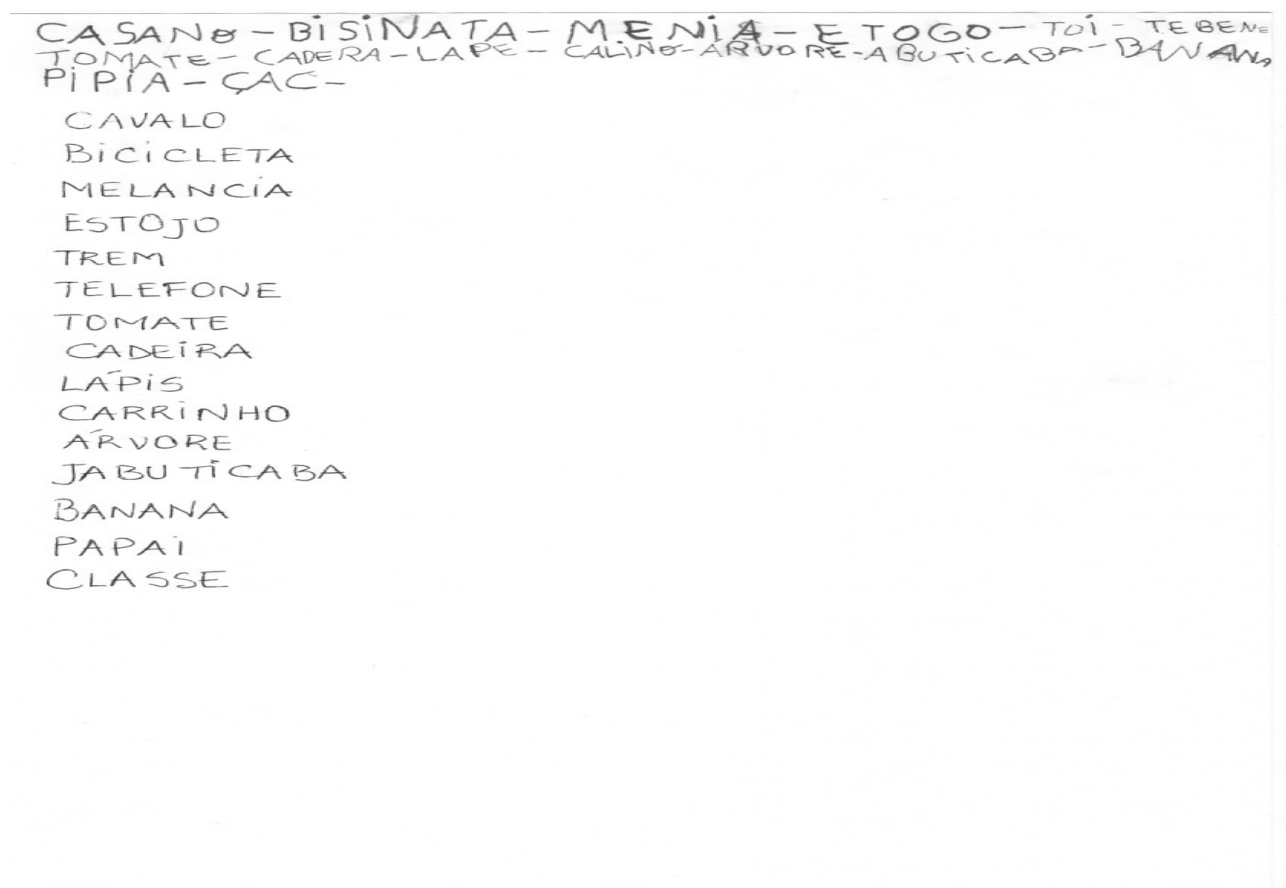 CASANO - BISINATA - MENIA - ETOGO - TOI - TEBENE
TOMATE - CADERA - LAPE - CALINO - ARVORE - ABUTICABA - BANANA
PIPIA - ÇAC -
CAVALO
BICICLETA
MELANCIA
ESTOJO
TREM
TELEFONE
TOMATE
CADEIRA
LÁPIS
CARRINHO
ÁRVORE
JABUTICABA
BANANA
PAPAI
CLASSE